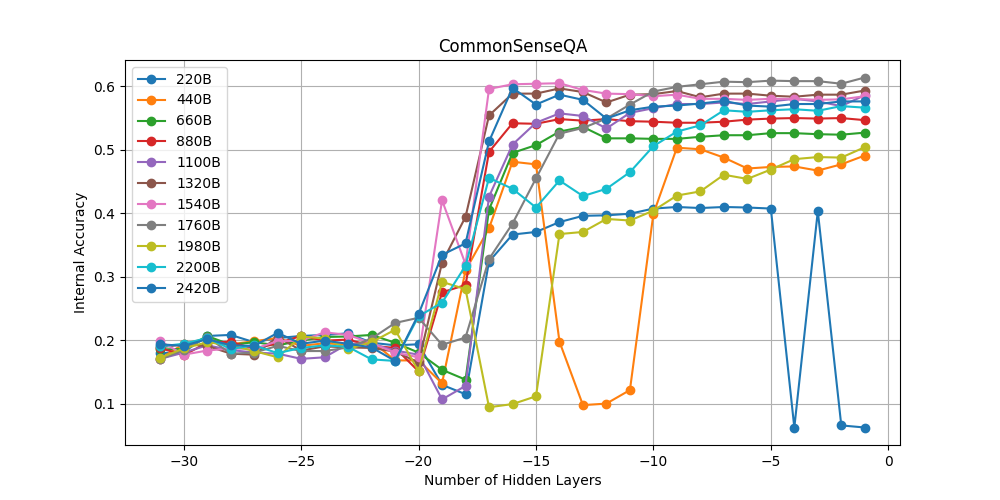 CommonSenseQA
Internal Accuracy
0.6
0.5
0.4
0.3
0.2
0.1
220B
440B
660B
880B
1100B
1320B
1540B
1760B
1980B
2200B
2420B
−30 −25 −20 −15 −10 −5 0
Number of Hidden Layers